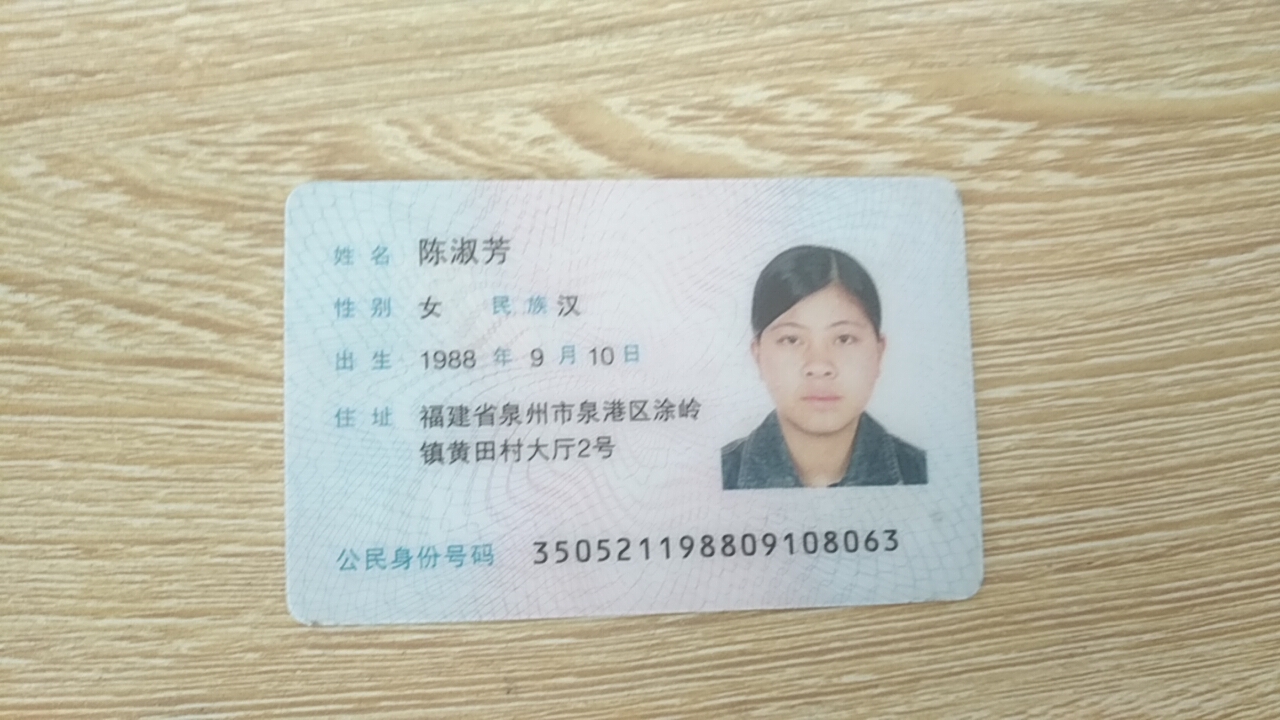 姓名 陈淑芳
性别 女 民族 汉
出生 1988 年 9 月 10 日
住址 福建省泉州市泉港区涂岭
镇黄田村大厅2号
公民身份号码 350521198809108063